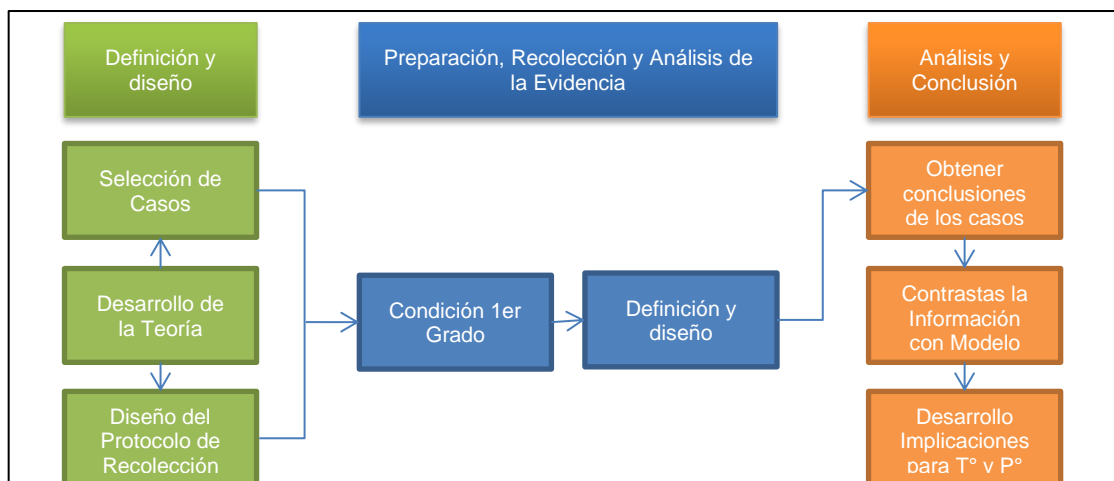 Definición y
diseño
Preparación, Recolección y Análisis de
la Evidencia
Análisis y
Conclusión
Selección de
Casos
Desarrollo de
la Teoría
Diseño del
Protocolo de
Recolección
Condición 1er
Grado
Definición y
diseño
Obtener
conclusiones
de los casos
Contrastas la
Información
con Modelo
Desarrollo
Implicaciones
para T° y P°